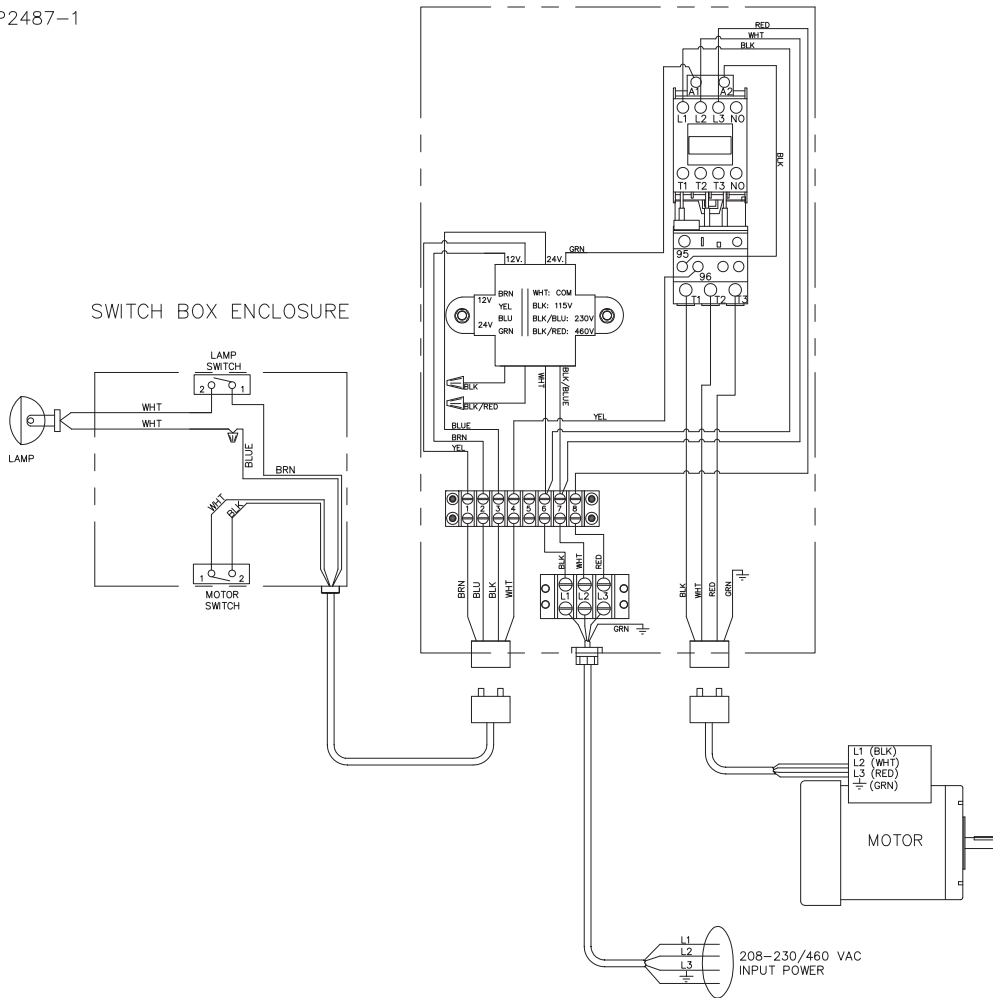 P2487-1
RED
WHT
BLK
A1
A2
L1 L2 L3 NO
BLK
T1 T2 T3 NO
95
96
T1 T2 T3
GRN
12V.
24V.
12V
24V
BRN
YEL
BLU
GRN
WHT: COM
BLK: 115V
BLK/BLU: 230V
BLK/RED: 460V
BLK
BLK/RED
WHT
BLK/BLUE
YEL
BLUE
BRN
YEL
SWITCH BOX ENCLOSURE
LAMP
SWITCH
2 1
WHT
WHT
LAMP
BLUE
BRN
WHT
BLK
1 2
MOTOR
SWITCH
1 2 3 4 5 6 7 8
BRN
BLU
BLK
WHT
BLK
WHT
RED
L1 L2 L3
GRN
BLK
WHT
RED
GRN
L1 (BLK)
L2 (WHT)
L3 (RED)
(GRN)
MOTOR
L1
L2
L3
208-230/460 VAC
INPUT POWER